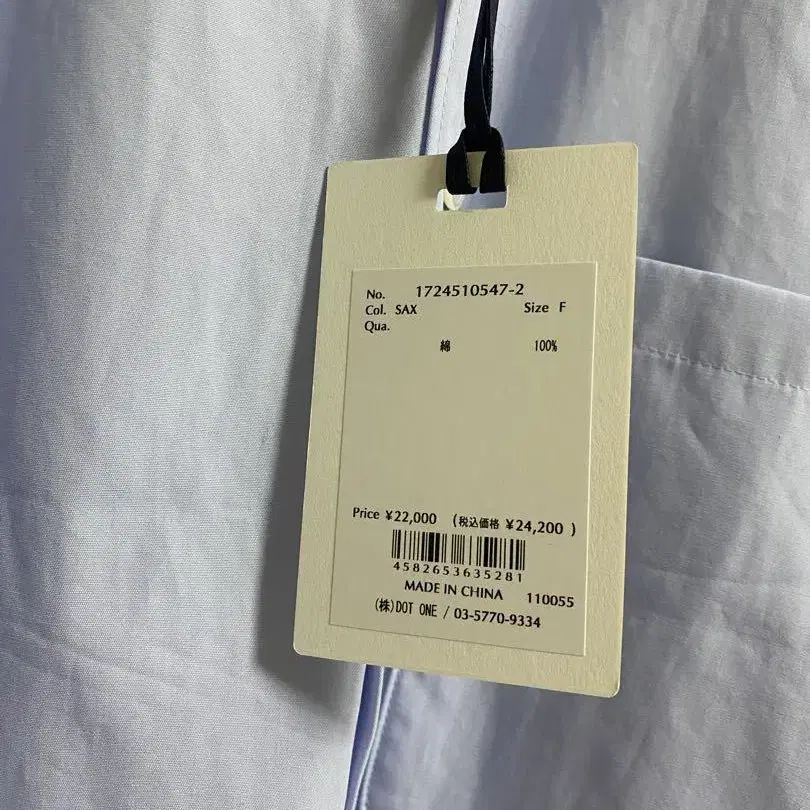 No. 1724510547-2
Col. SAX Size F
Qua.
綿 100%
Price ¥22,000 (税込価格 ¥24,200 )
4582653635281
MADE IN CHINA 110055
(株)DOT ONE / 03-5770-9334